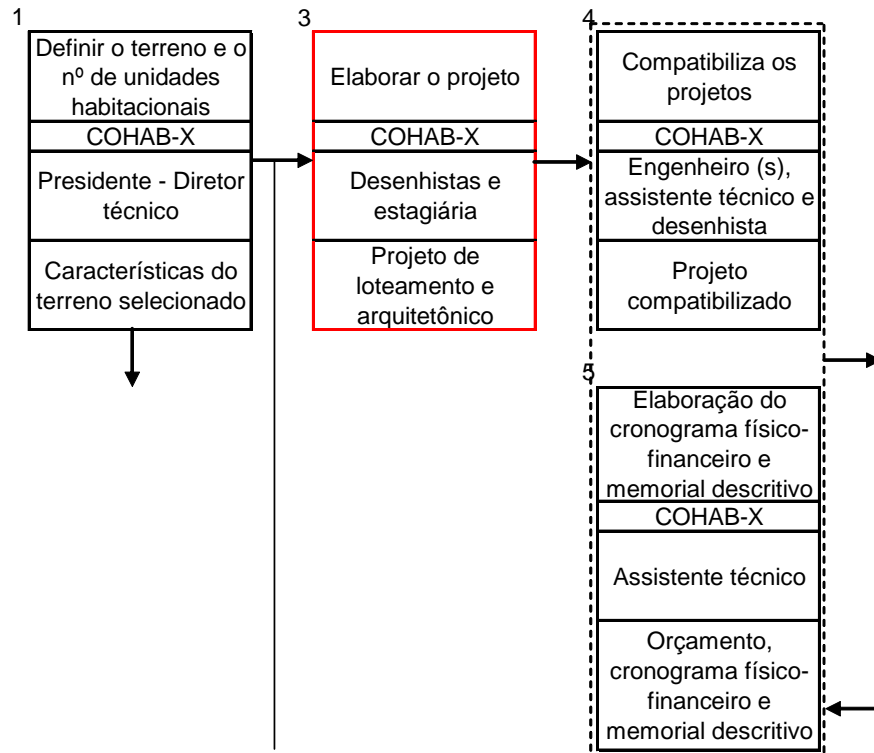 1
Definir o terreno e o
nº de unidades
habitacionais
COHAB-X
Presidente - Diretor
técnico
Características do
terreno selecionado
3
Elaborar o projeto
COHAB-X
Desenhistas e
estagiária
Projeto de
loteamento e
arquitetônico
4
Compatibiliza os
projetos
COHAB-X
Engenheiro (s),
assistente técnico e
desenhista
Projeto
compatibilizado
5
Elaboração do
cronograma físico-
financeiro e
memorial descritivo
COHAB-X
Assistente técnico
Orçamento,
cronograma físico-
financeiro e
memorial descritivo